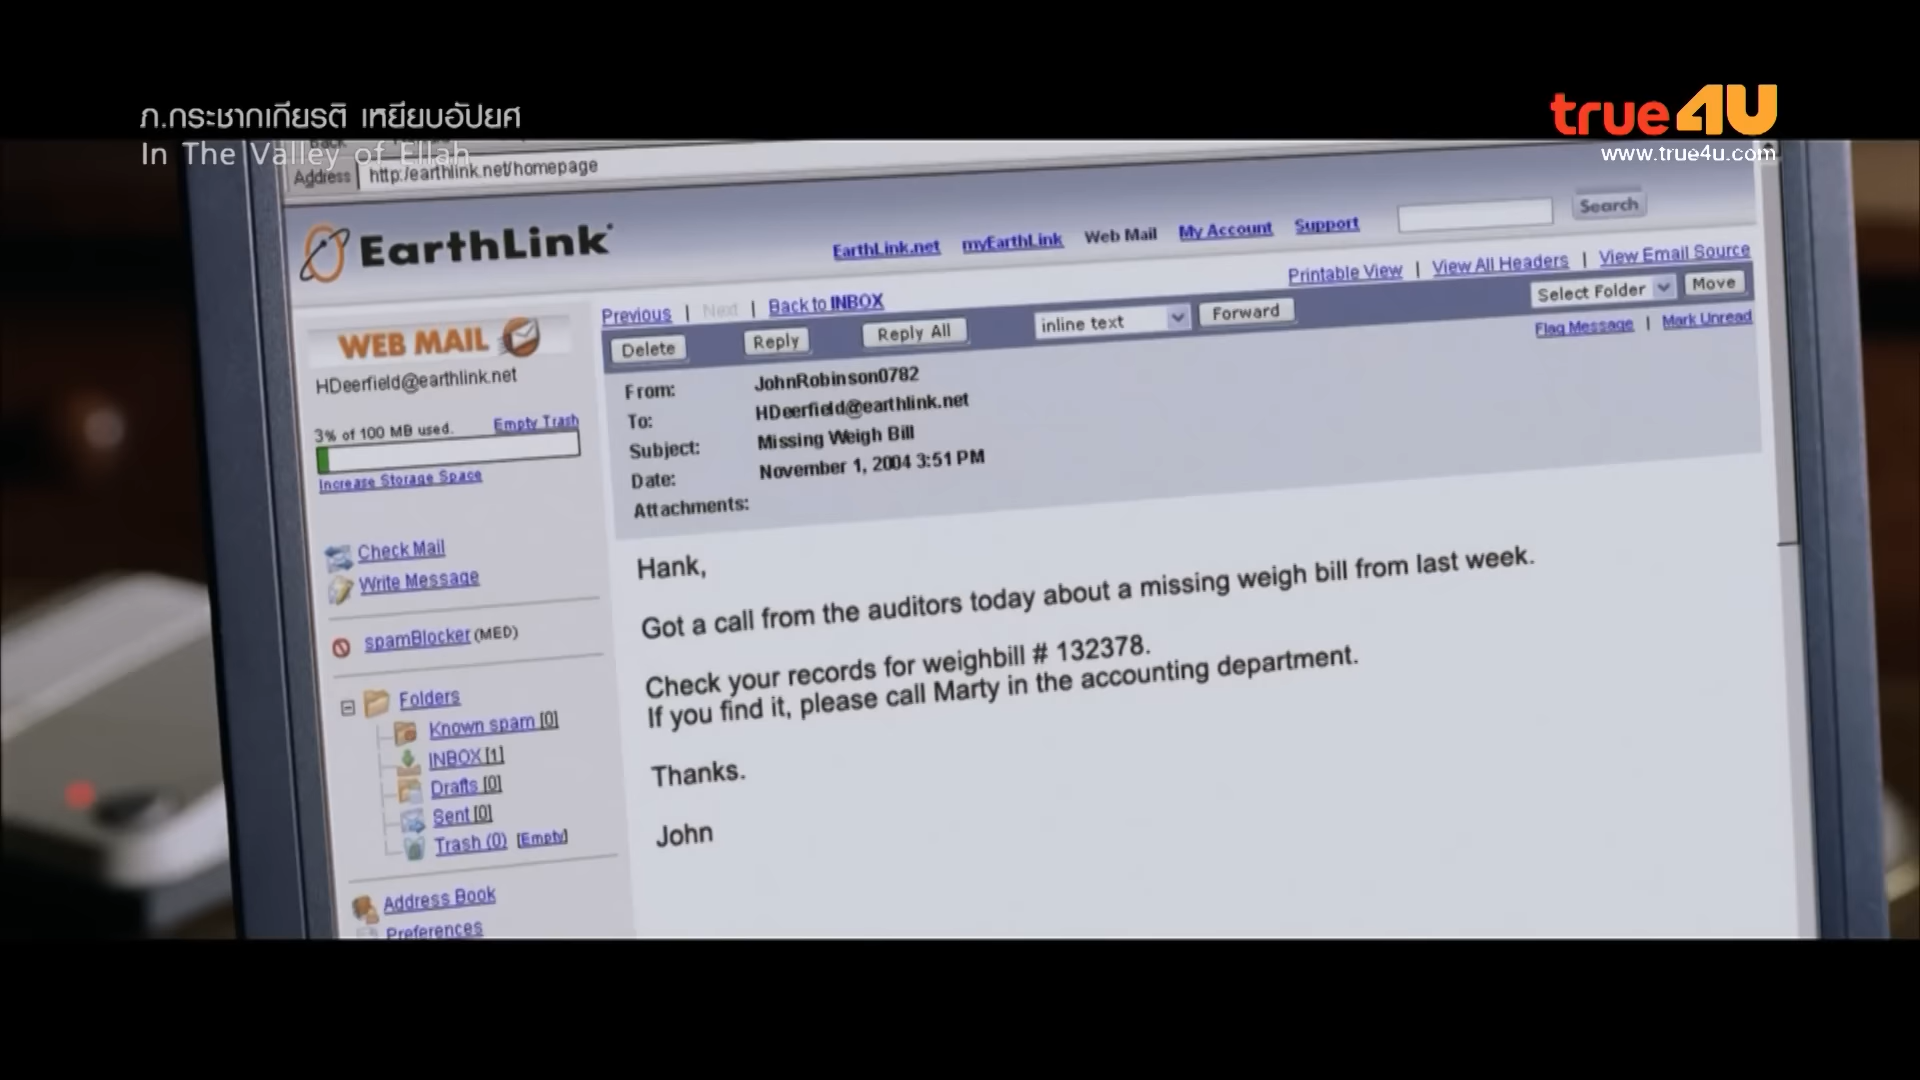 ภ.กระชากเกียรติ เหยียบอัปยศ
In The Valley of Ellah
true4U
www.true4u.com
Back
Address http:/earthlink.net/homepage
EarthLink
EarthLink.net myEarthLink Web Mail My Account Support Search
Printable View | View All Headers | View Email Source
Previous | Next | Back to INBOX
Delete Reply Reply All inline text Forward Select Folder Move
Flag Message | Mark Unread
WEB MAIL
HDeerfield@earthlink.net
3% of 100 MB used. Empty Trash
Increase Storage Space
Check Mail
Write Message
spamBlocker (MED)
Folders
Known spam [0]
INBOX [1]
Drafts [0]
Sent [0]
Trash (0) [Empty]
Address Book
Preferences
From: JohnRobinson0782
To: HDeerfield@earthlink.net
Subject: Missing Weigh Bill
Date: November 1, 2004 3:51 PM
Attachments:
Hank,
Got a call from the auditors today about a missing weigh bill from last week.
Check your records for weighbill # 132378.
If you find it, please call Marty in the accounting department.
Thanks.
John